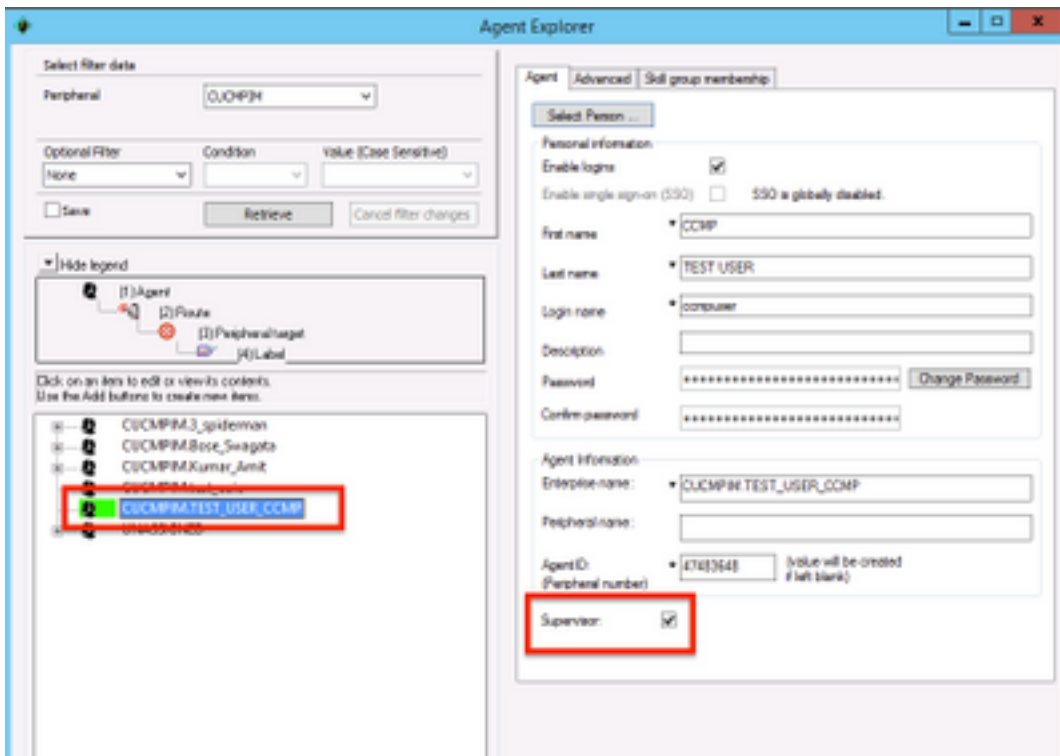 Agent Explorer
Select filter data
Peripheral
CUCMPIM
Optional Filter
Condition
Value (Case Sensitive)
None
Save
Retrieve
Cancel filter changes
Hide legend
(1) Agent
(2) Route
(3) Peripheral target
(4) Label
Click on an item to edit or view its contents.
Use the Add buttons to create new items.
CUCMPIM.3_spiderman
CUCMPIM.Bose_Swagata
CUCMPIM.Kumar_Amit
CUCMPIM.TEST_USER_CCMP
UNASSIGNED
Agent
Advanced
Skill group membership
Select Person ...
Personal information
Enable logins
Enable single sign-on (SSO)
SSO is globally disabled.
First name
* CCMP
Last name
* TEST USER
Login name
* ccmpuser
Description
Password
Change Password
Confirm password
Agent Information
Enterprise name:
* CUCMPIM.TEST_USER_CCMP
Peripheral name:
Agent ID:
(Peripheral number)
* 47483648
(value will be created
if left blank)
Supervisor: